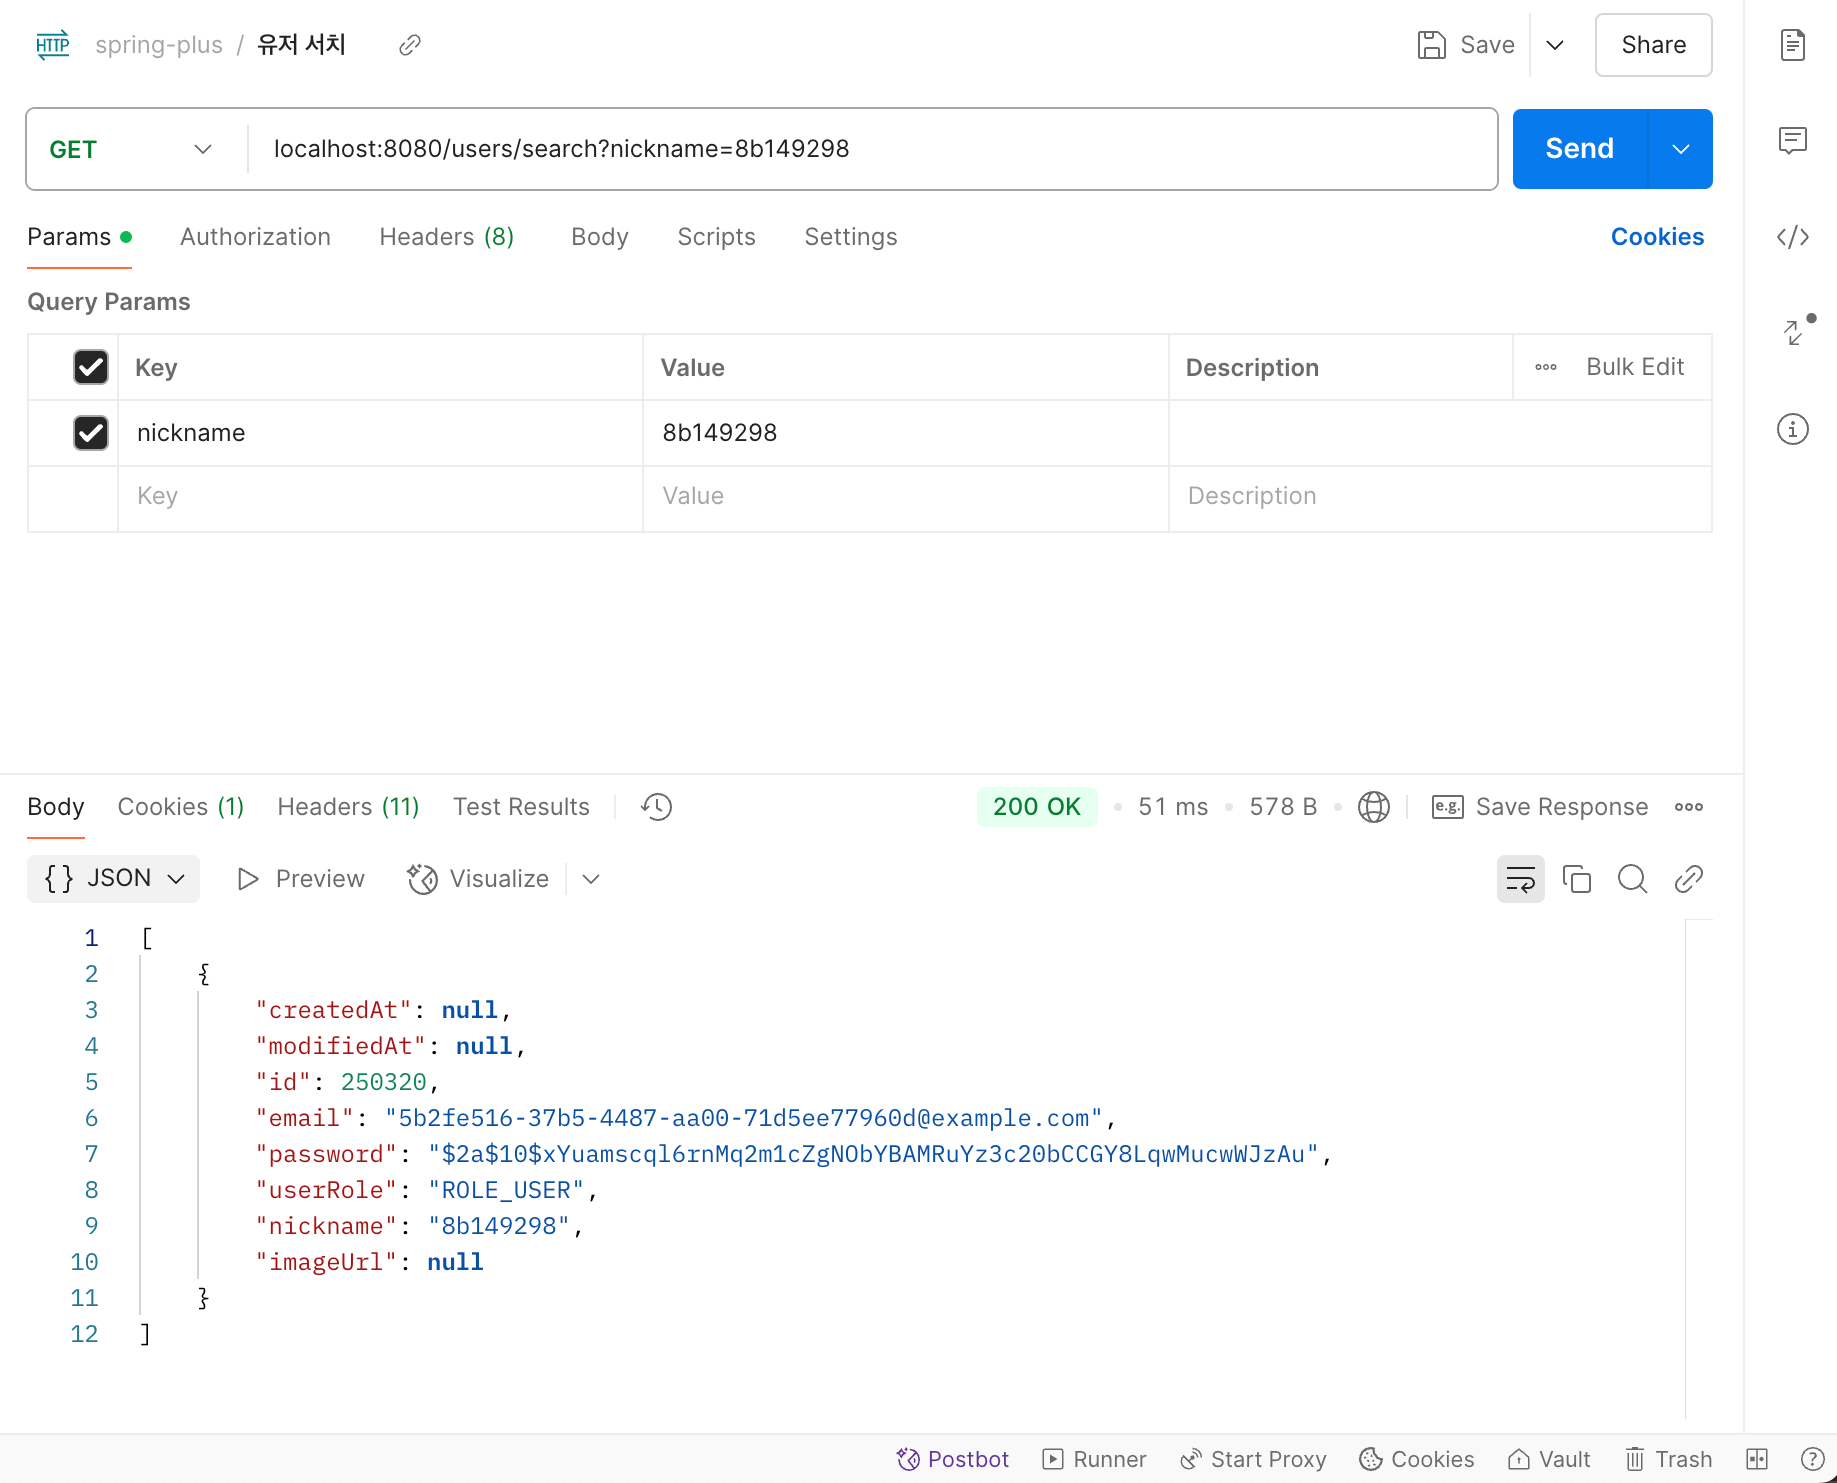 HTTP spring-plus / 유저 서치 Save Share
GET localhost:8080/users/search?nickname=8b149298 Send
Params Authorization Headers (8) Body Scripts Settings Cookies
Query Params
Key Value Description Bulk Edit
nickname 8b149298
Key Value Description
Body Cookies (1) Headers (11) Test Results 200 OK 51 ms 578 B e.g. Save Response
{} JSON Preview Visualize
1 [
2 {
3 "createdAt": null,
4 "modifiedAt": null,
5 "id": 250320,
6 "email": "5b2fe516-37b5-4487-aa00-71d5ee77960d@example.com",
7 "password": "$2a$10$xYuamscql6rnMq2m1cZgNObYBAMRuYz3c20bCCGY8LqwMucwWJzAu",
8 "userRole": "ROLE_USER",
9 "nickname": "8b149298",
10 "imageUrl": null
11 }
12 ]
Postbot Runner Start Proxy Cookies Vault Trash